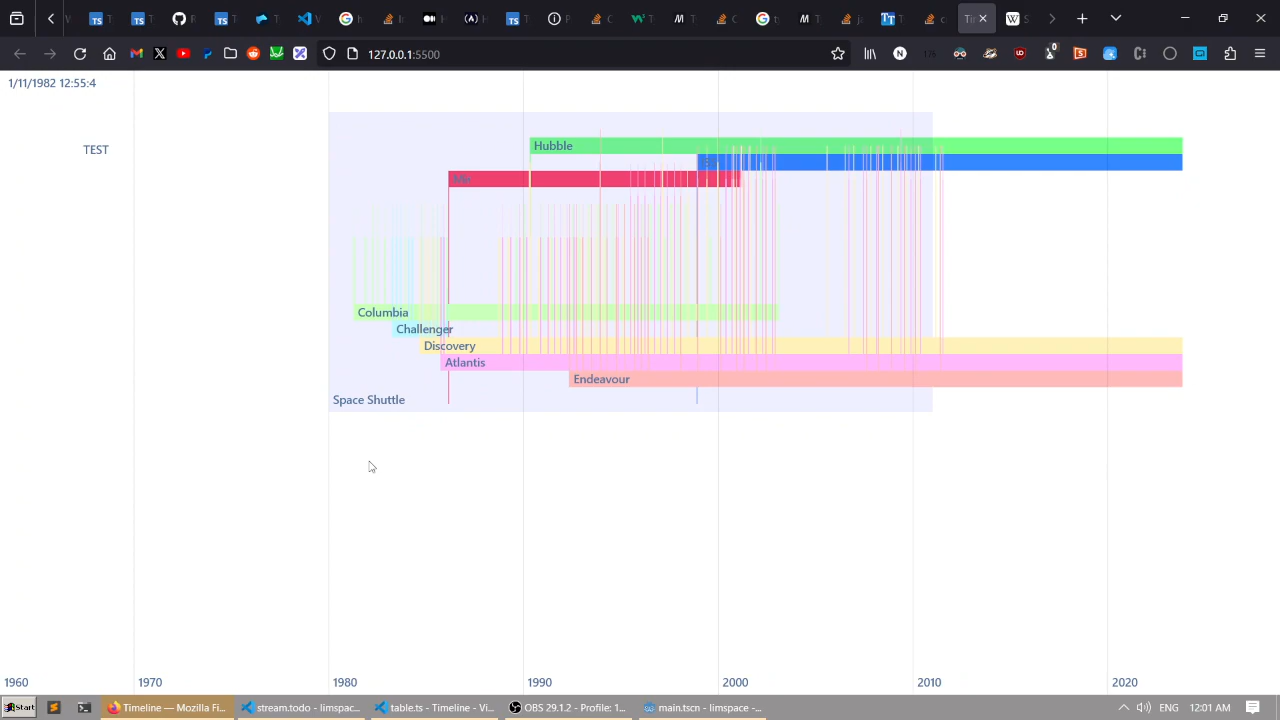 127.0.0.1:5500
1/11/1982 12:55:4
TEST
Hubble
Mir
Columbia
Challenger
Discovery
Atlantis
Endeavour
Space Shuttle
1960
1970
1980
1990
2000
2010
2020
Start
Timeline — Mozilla Fi...
stream.todo - limspac...
table.ts - Timeline - Vi...
OBS 29.1.2 - Profile: 1...
main.tscn - limspace -...
ENG
12:01 AM